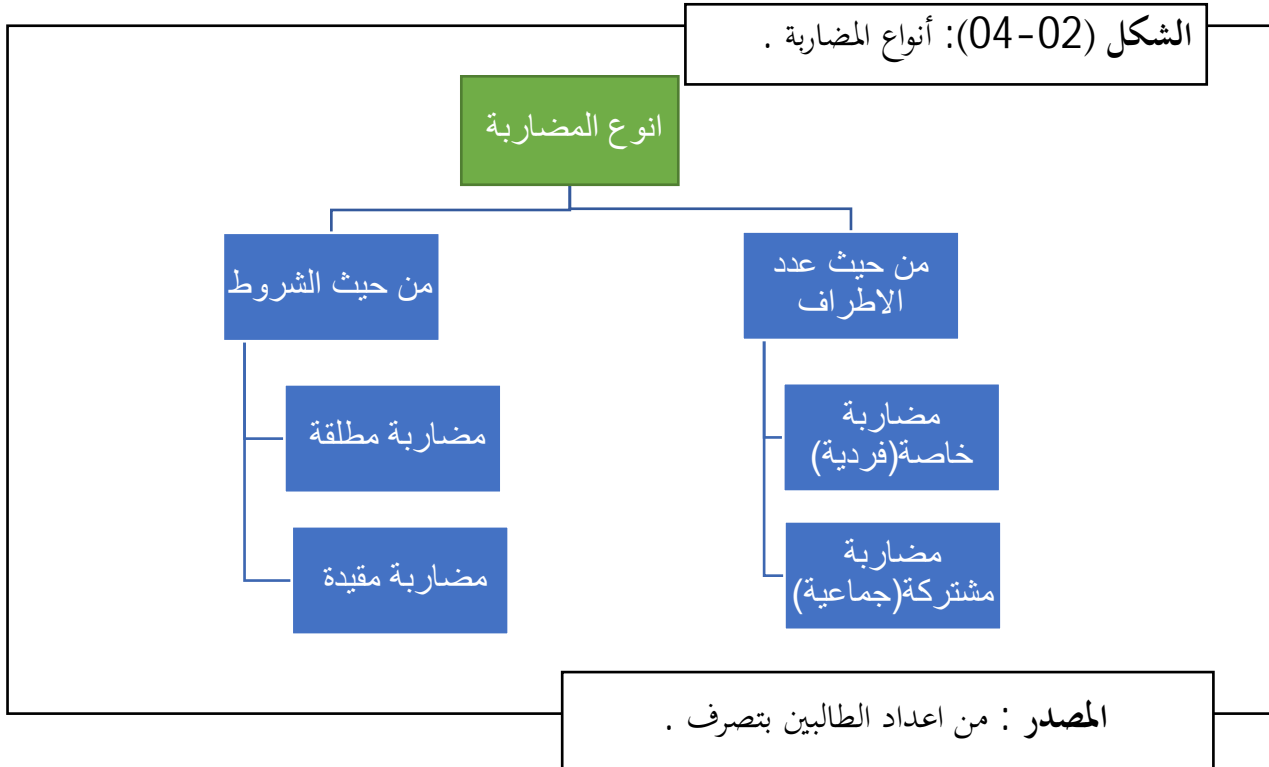 الشكل (02-04): أنواع المضاربة .
انوع المضاربة
من حيث عدد
الاطراف
مضاربة
خاصة(فردية)
مضاربة
مشتركة(جماعية)
من حيث الشروط
مضاربة مطلقة
مضاربة مقيدة
المصدر : من اعداد الطالبين بتصرف .